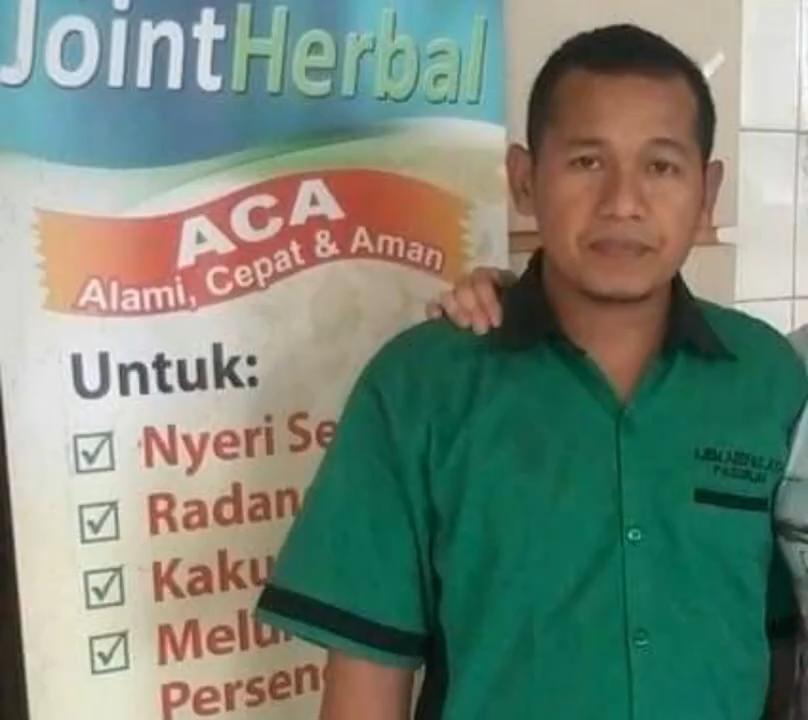 JointHerbal
ACA
Alami, Cepat & Aman
Untuk:
Nyeri Se
Radan
Kaku
Melu
Persen